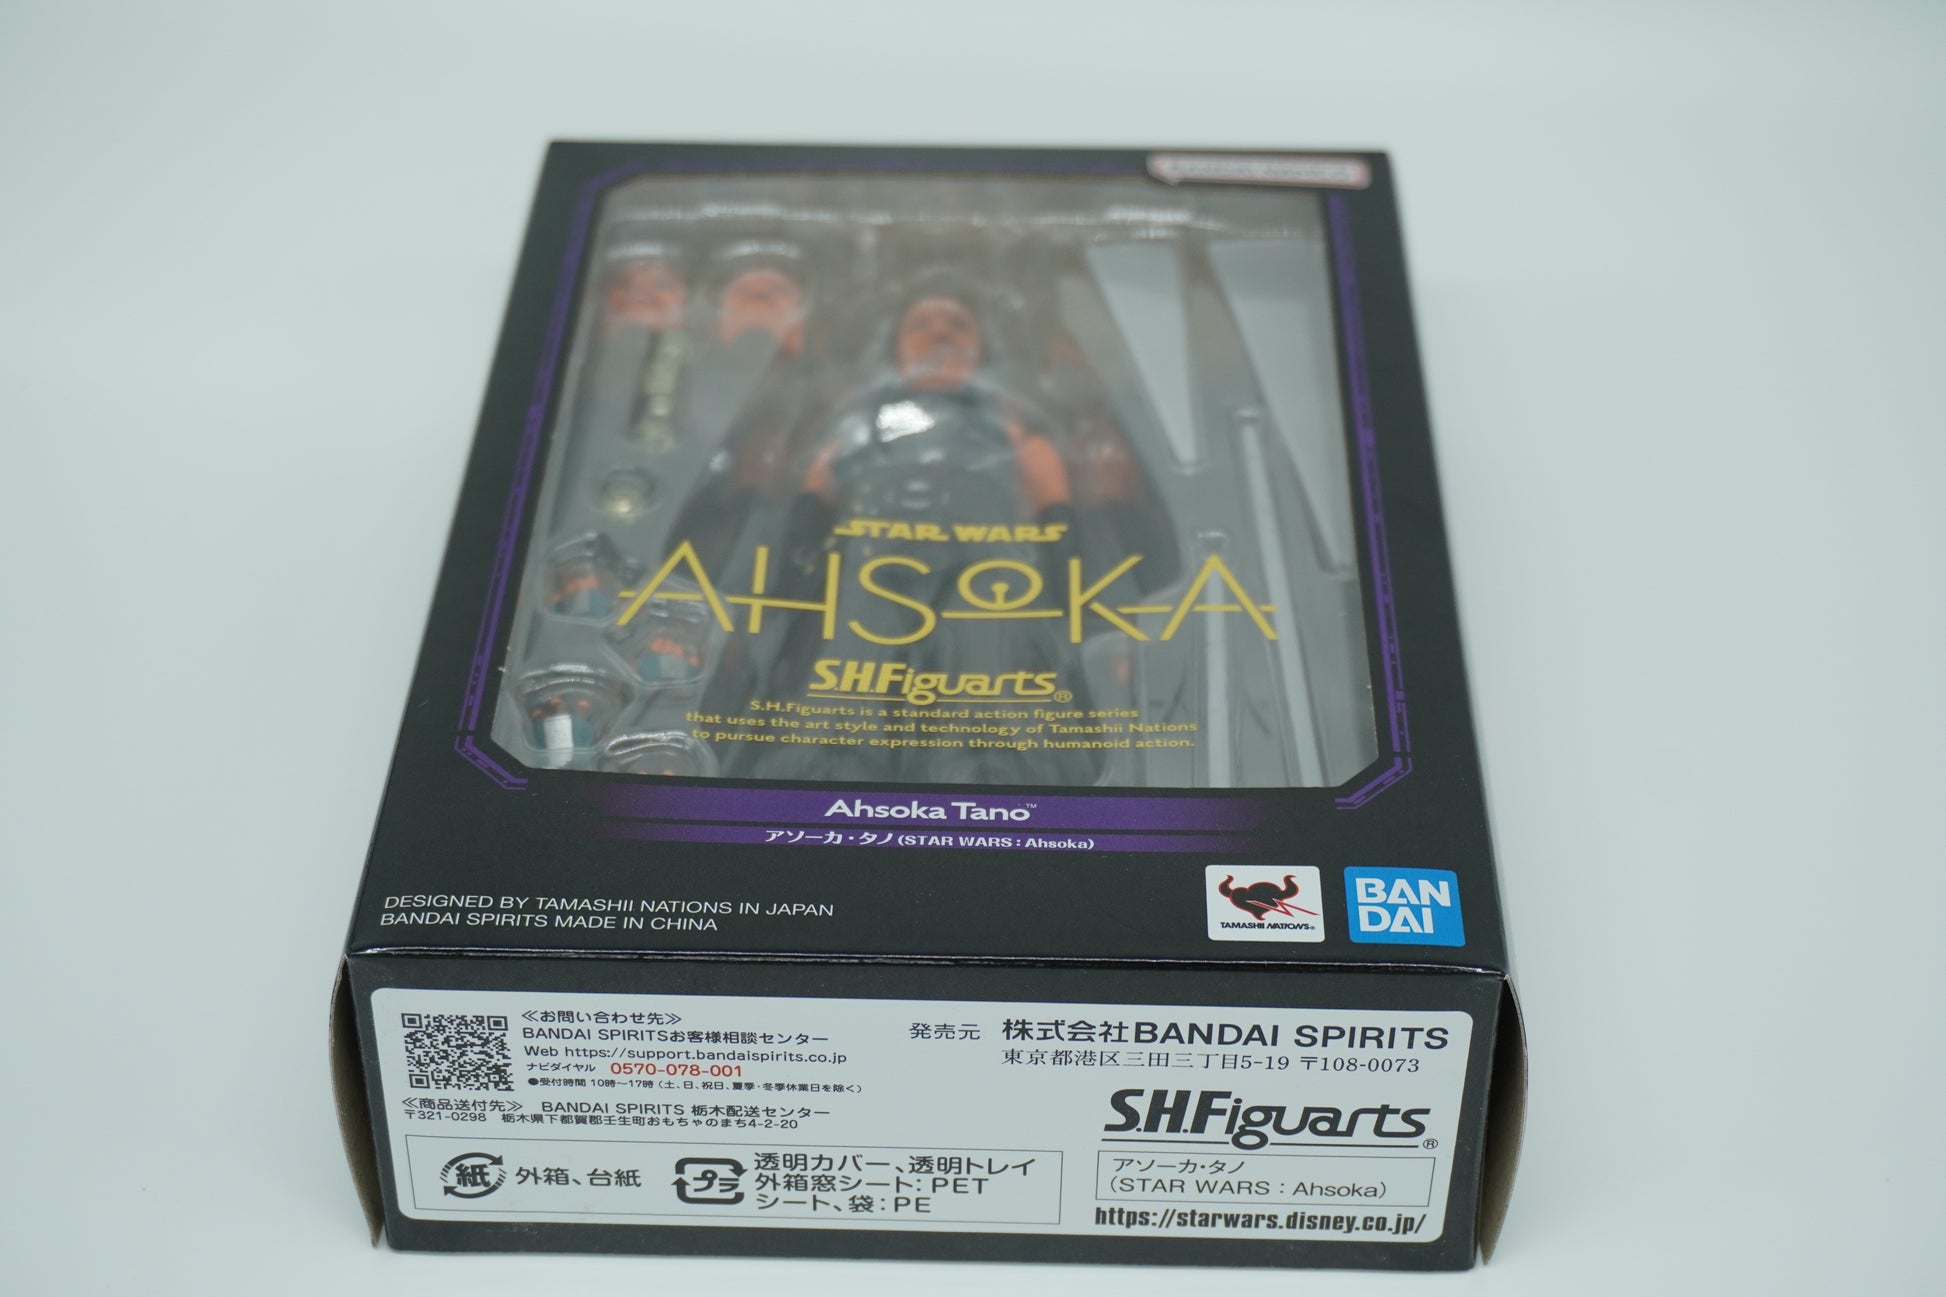 STAR WARS
AHSOKA
S.H.Figuarts®
S.H.Figuarts is a standard action figure series
that uses the art style and technology of Tamashii Nations
to pursue character expression through humanoid action.
Ahsoka Tano™
アソーカ・タノ (STAR WARS : Ahsoka)
DESIGNED BY TAMASHII NATIONS IN JAPAN
BANDAI SPIRITS MADE IN CHINA
TAMASHII NATIONS®
BAN
DAI
≪お問い合わせ先≫
BANDAI SPIRITSお客様相談センター
Web https://support.bandaispirits.co.jp
ナビダイヤル 0570-078-001
●受付時間 10時〜17時 (土、日、祝日、夏季・冬季休業日を除く)
≪商品送付先≫ BANDAI SPIRITS 栃木配送センター
〒321-0298 栃木県下都賀郡壬生町おもちゃのまち4-2-20
紙 外箱、台紙
プラ 透明カバー、透明トレイ
外箱窓シート:PET
シート、袋:PE
発売元 株式会社BANDAI SPIRITS
東京都港区三田三丁目5-19 〒108-0073
S.H.Figuarts®
アソーカ・タノ
(STAR WARS : Ahsoka)
https://starwars.disney.co.jp/